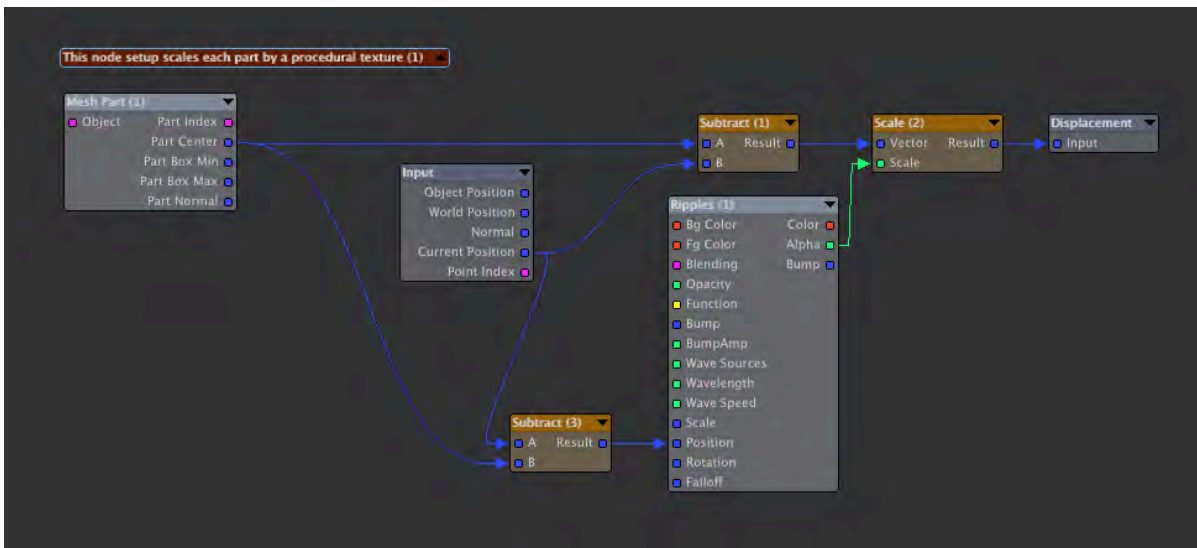 This node setup scales each part by a procedural texture (1)
Mesh Part (1)
Object Part Index
Part Center
Part Box Min
Part Box Max
Part Normal
Input
Object Position
World Position
Normal
Current Position
Point Index
Subtract (1)
A Result
B
Scale (2)
Vector Result
Scale
Displacement
Input
Ripples (1)
Bg Color Color
Fg Color Alpha
Blending Bump
Opacity
Function
Bump
BumpAmp
Wave Sources
Wavelength
Wave Speed
Scale
Position
Rotation
Falloff
Subtract (3)
A Result
B